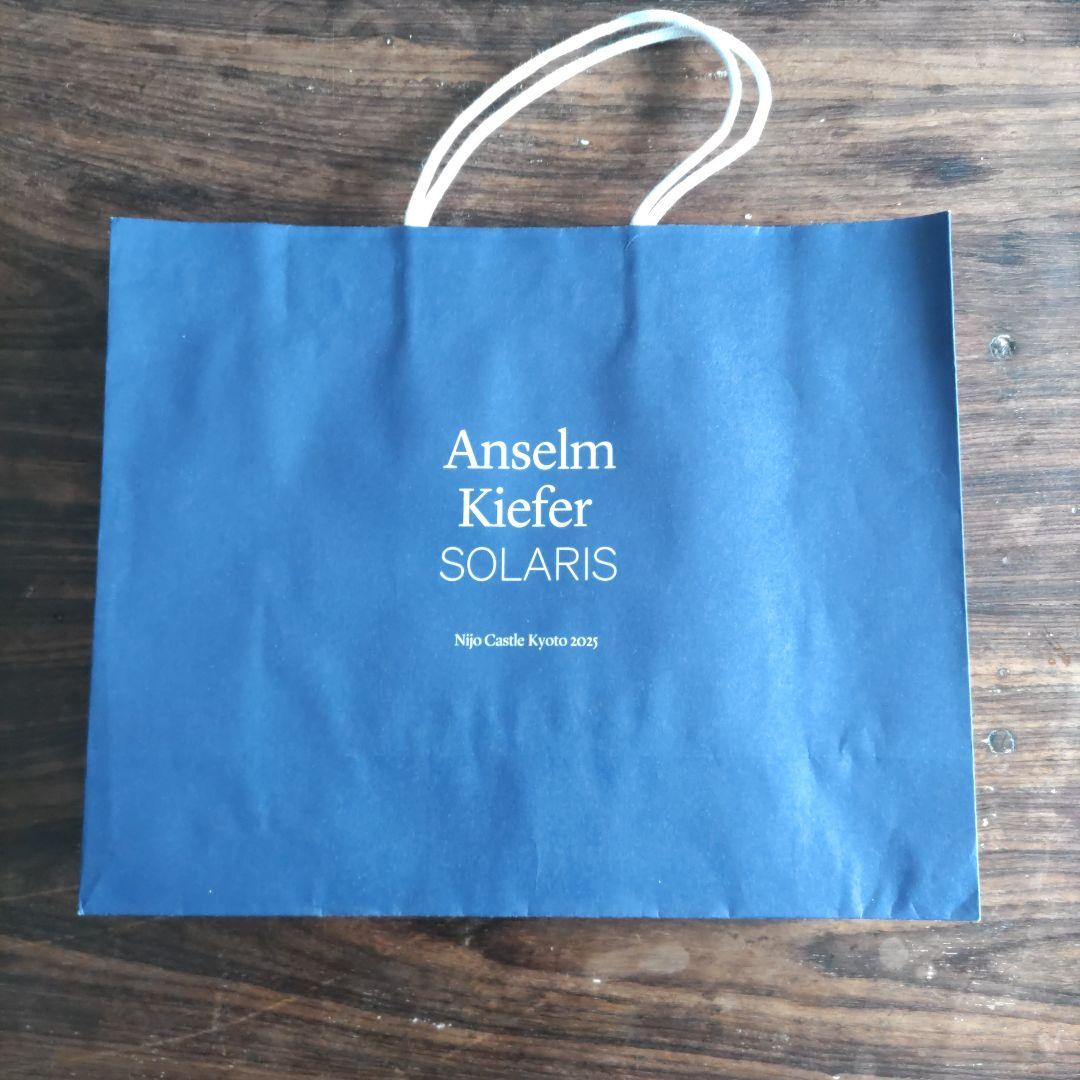 Anselm
Kiefer
SOLARIS
Nijo Castle Kyoto 2025